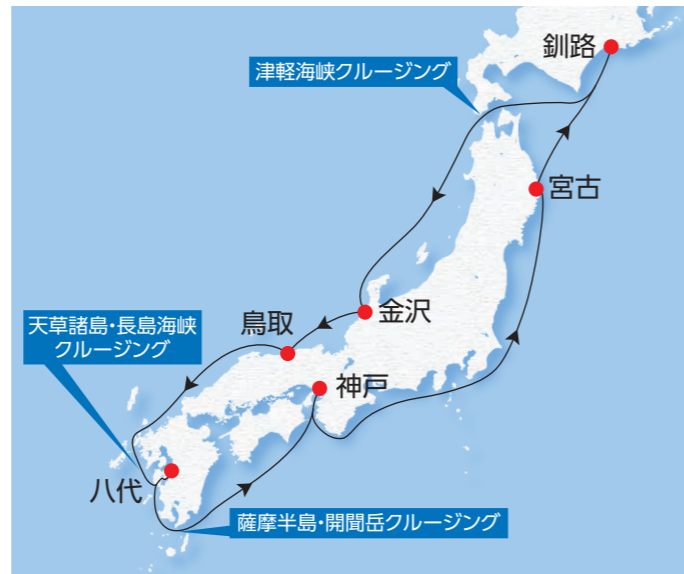 釧路
津軽海峡クルージング
宮古
金沢
鳥取
天草諸島・長島海峡
クルージング
神戸
八代
薩摩半島・開聞岳クルージング